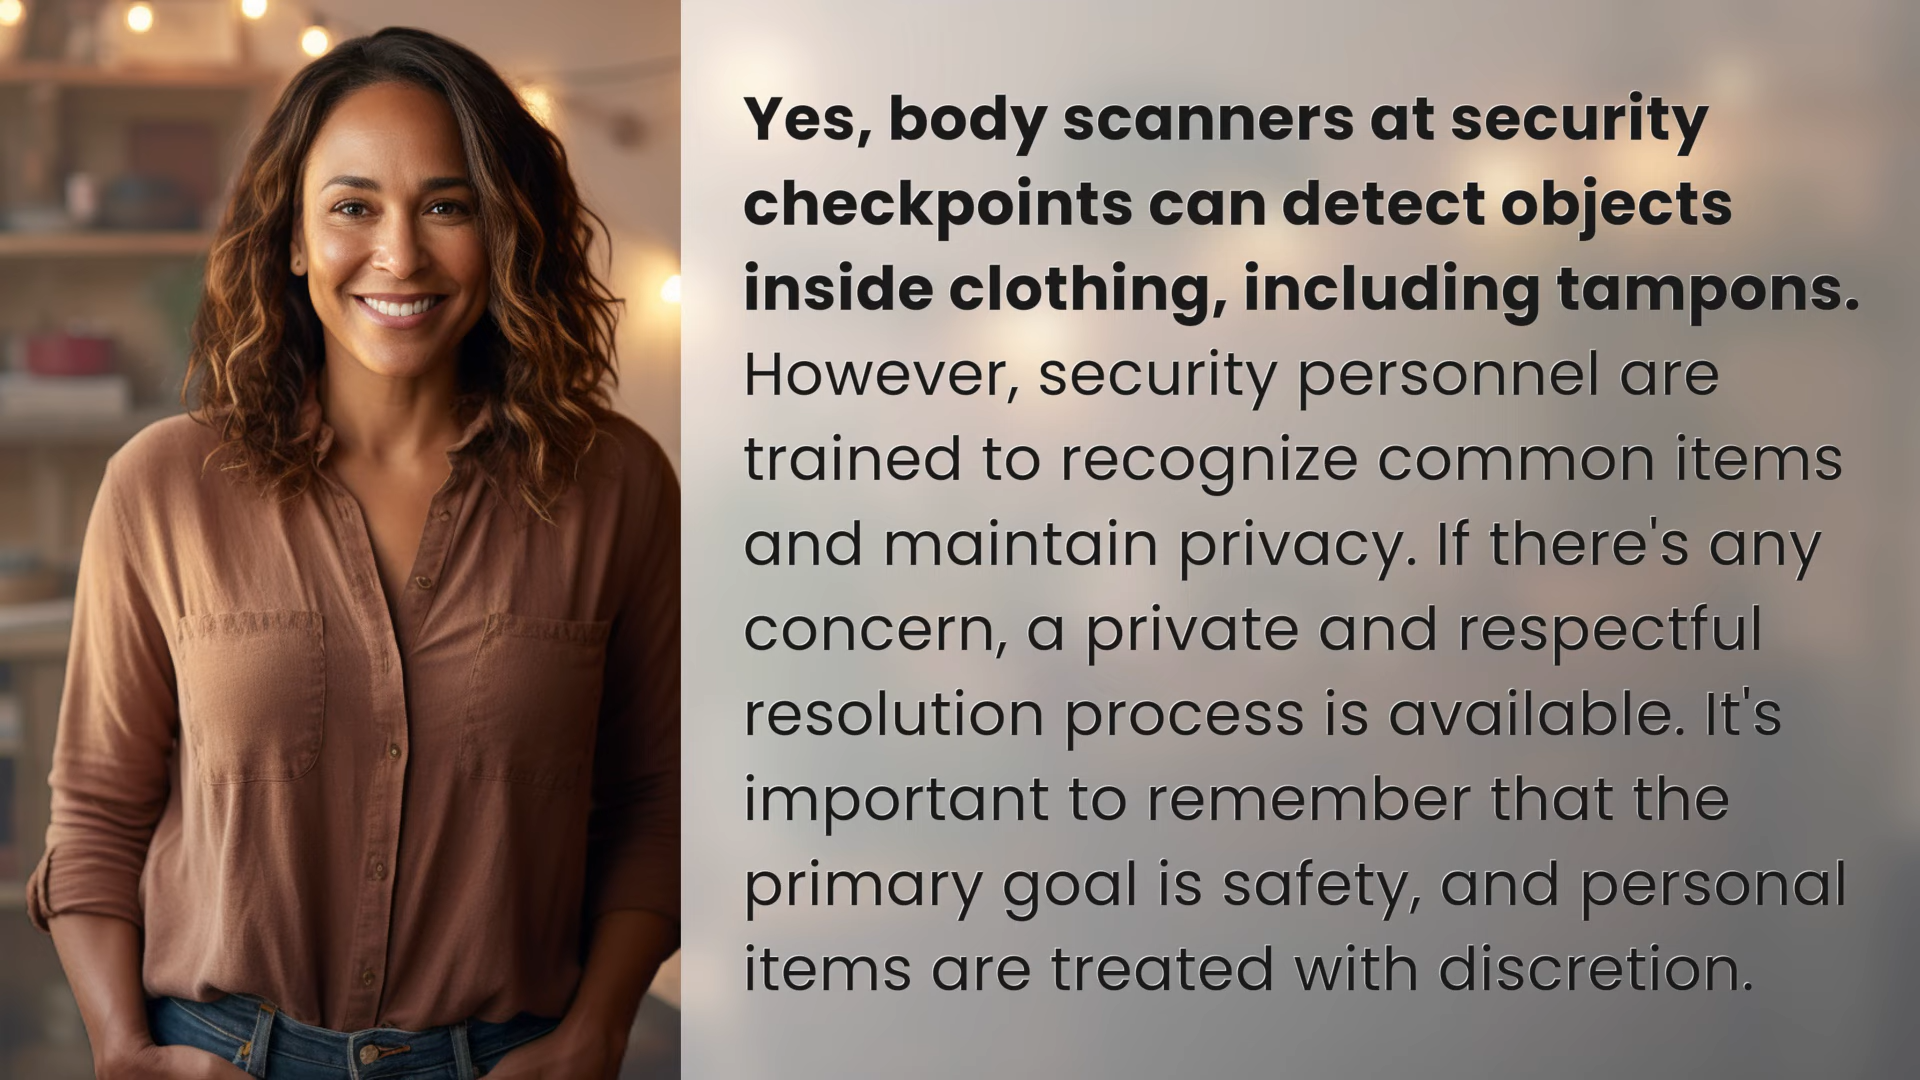 Yes, body scanners at security
checkpoints can detect objects
inside clothing, including tampons.
However, security personnel are
trained to recognize common items
and maintain privacy. If there's any
concern, a private and respectful
resolution process is available. It's
important to remember that the
primary goal is safety, and personal
items are treated with discretion.